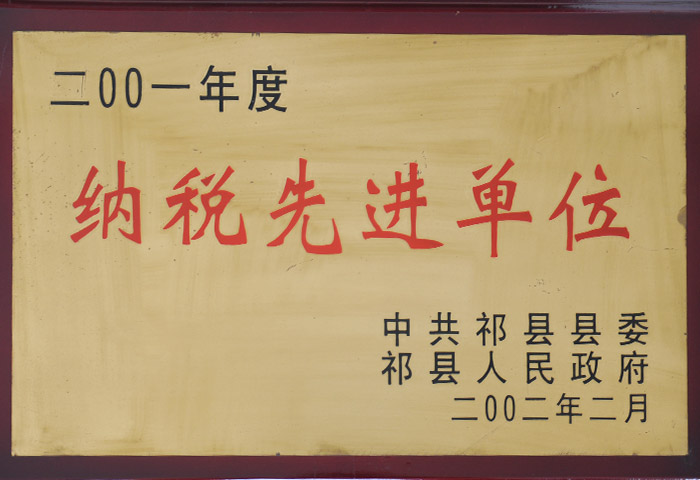 二00一年度
纳税先进单位
中共祁县县委
祁县人民政府
二00二年二月